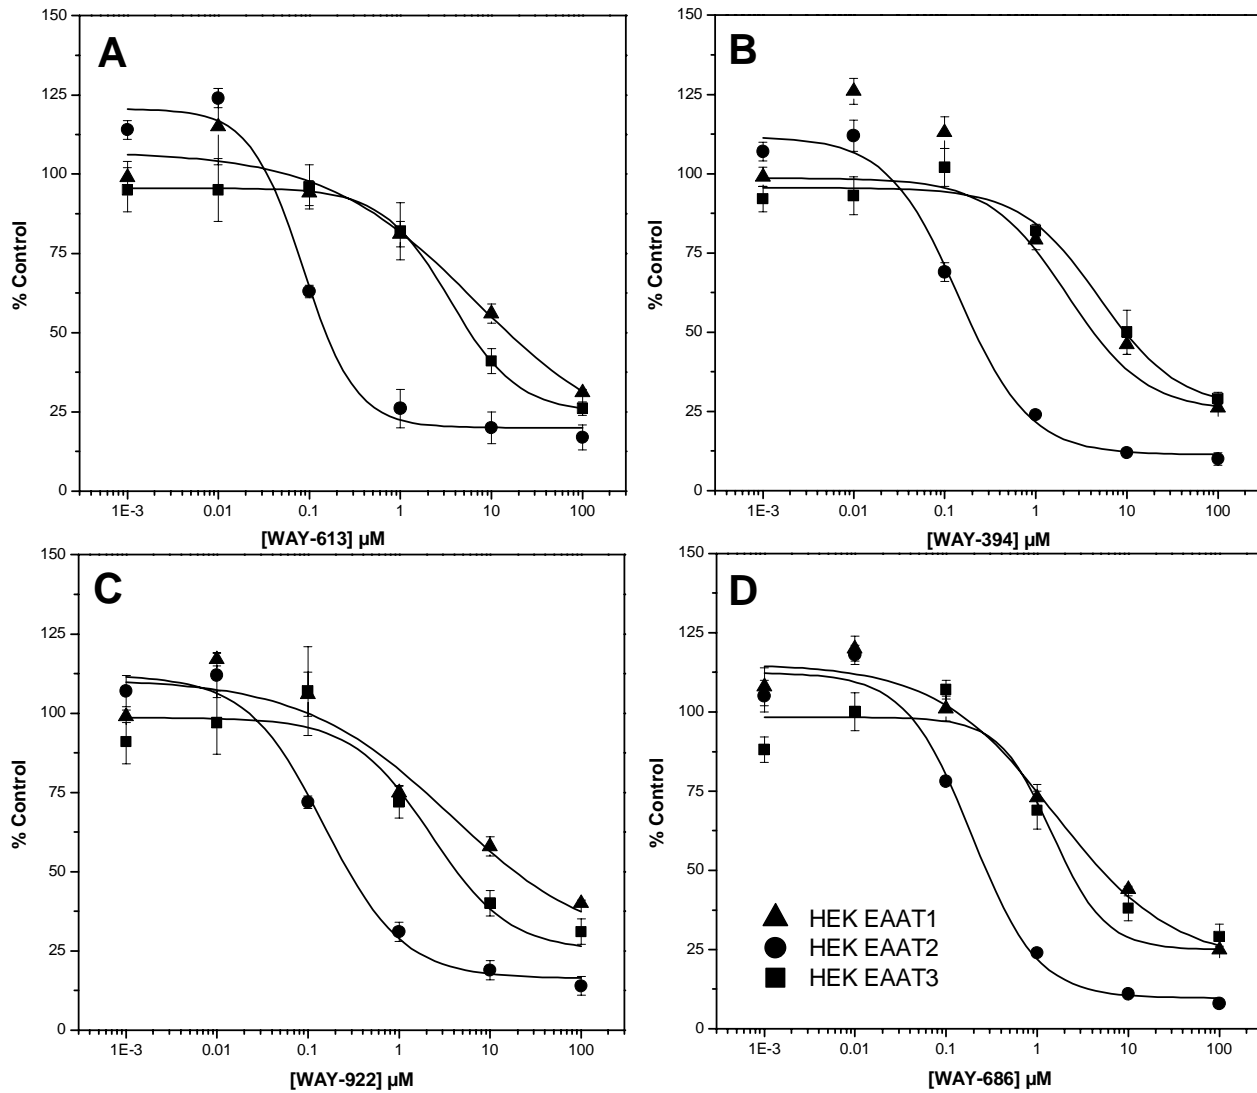 A
% Control
150
125
100
75
50
25
0
1E-3 0.01 0.1 1 10 100
[WAY-613] µM
B
% Control
150
125
100
75
50
25
0
1E-3 0.01 0.1 1 10 100
[WAY-394] µM
C
% Control
150
125
100
75
50
25
0
1E-3 0.01 0.1 1 10 100
[WAY-922] µM
D
% Control
150
125
100
75
50
25
0
HEK EAAT1
HEK EAAT2
HEK EAAT3
1E-3 0.01 0.1 1 10 100
[WAY-686] µM